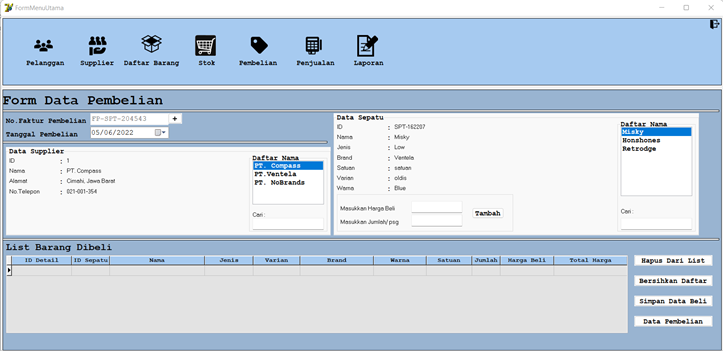 FormMenuUtama
Pelanggan Supplier Daftar Barang Stok Pembelian Penjualan Laporan
Form Data Pembelian
No.Faktur Pembelian FP-SPT-204543 +
Tanggal Pembelian 05/06/2022
Data Supplier
ID : 1
Nama : PT. Compass
Alamat : Cimahi, Jawa Barat
No.Telepon : 021-001-354
Daftar Nama
PT. Compass
PT.Ventela
PT. NoBrands
Cari :
Data Sepatu
ID : SPT-162207
Nama : Misky
Jenis : Low
Brand : Ventela
Satuan : satuan
Varian : oldis
Warna : Blue
Masukkan Harga Beli
Masukkan Jumlah/ psg
Tambah
Daftar Nama
Misky
Honshones
Retrodge
Cari :
List Barang Dibeli
ID Detail ID Sepatu Nama Jenis Varian Brand Warna Satuan Jumlah Harga Beli Total Harga
Hapus Dari List
Bersihkan Daftar
Simpan Data Beli
Data Pembelian